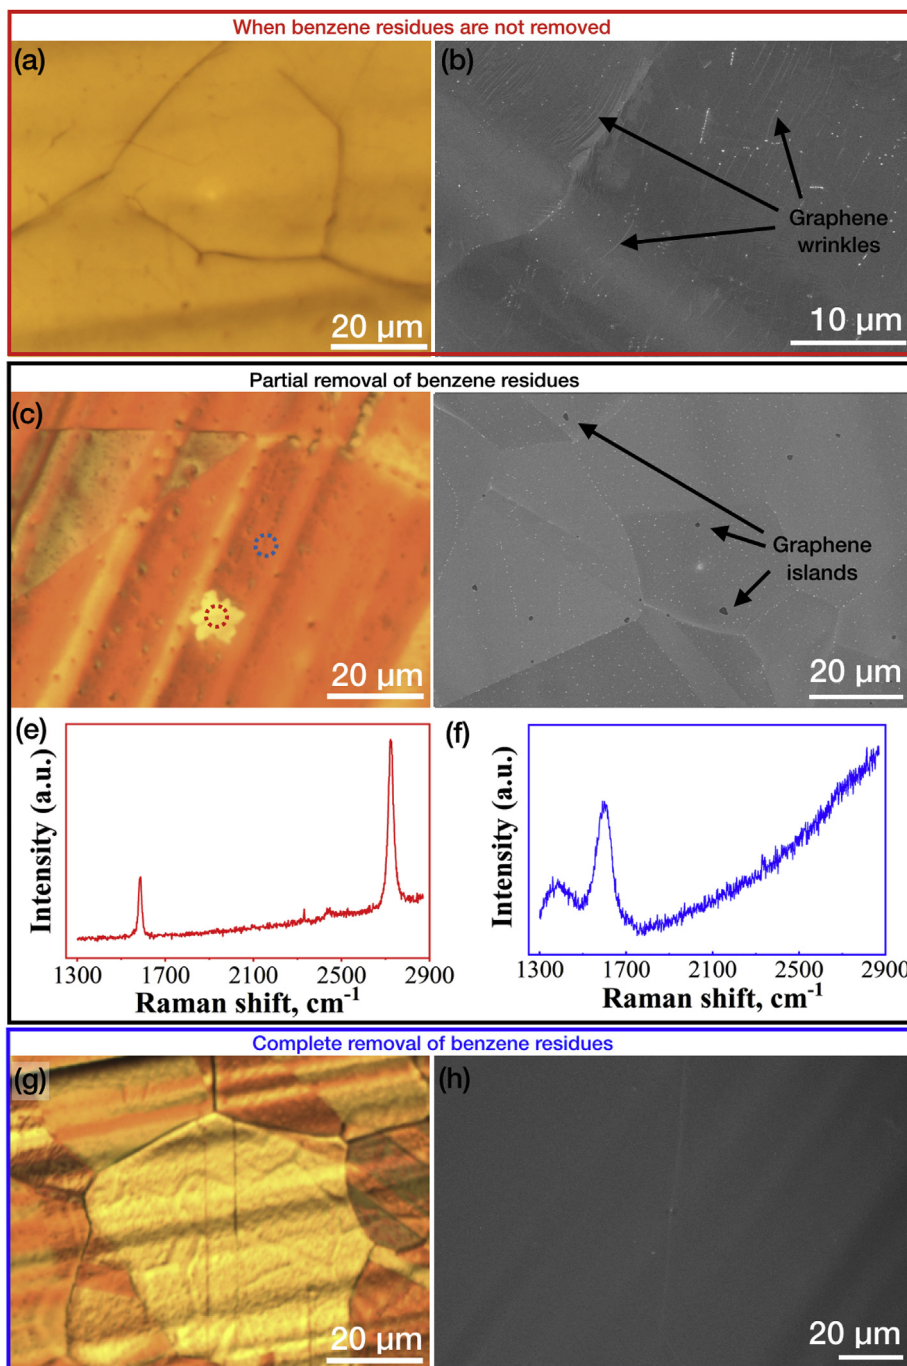 When benzene residues are not removed
(a)
(b)
Graphene
wrinkles
20 µm
10 µm
Partial removal of benzene residues
(c)
Graphene
islands
20 µm
20 µm
(e)
(f)
Intensity (a.u.)
Intensity (a.u.)
1300 1700 2100 2500 2900
1300 1700 2100 2500 2900
Raman shift, cm⁻¹
Raman shift, cm⁻¹
Complete removal of benzene residues
(g)
(h)
20 µm
20 µm